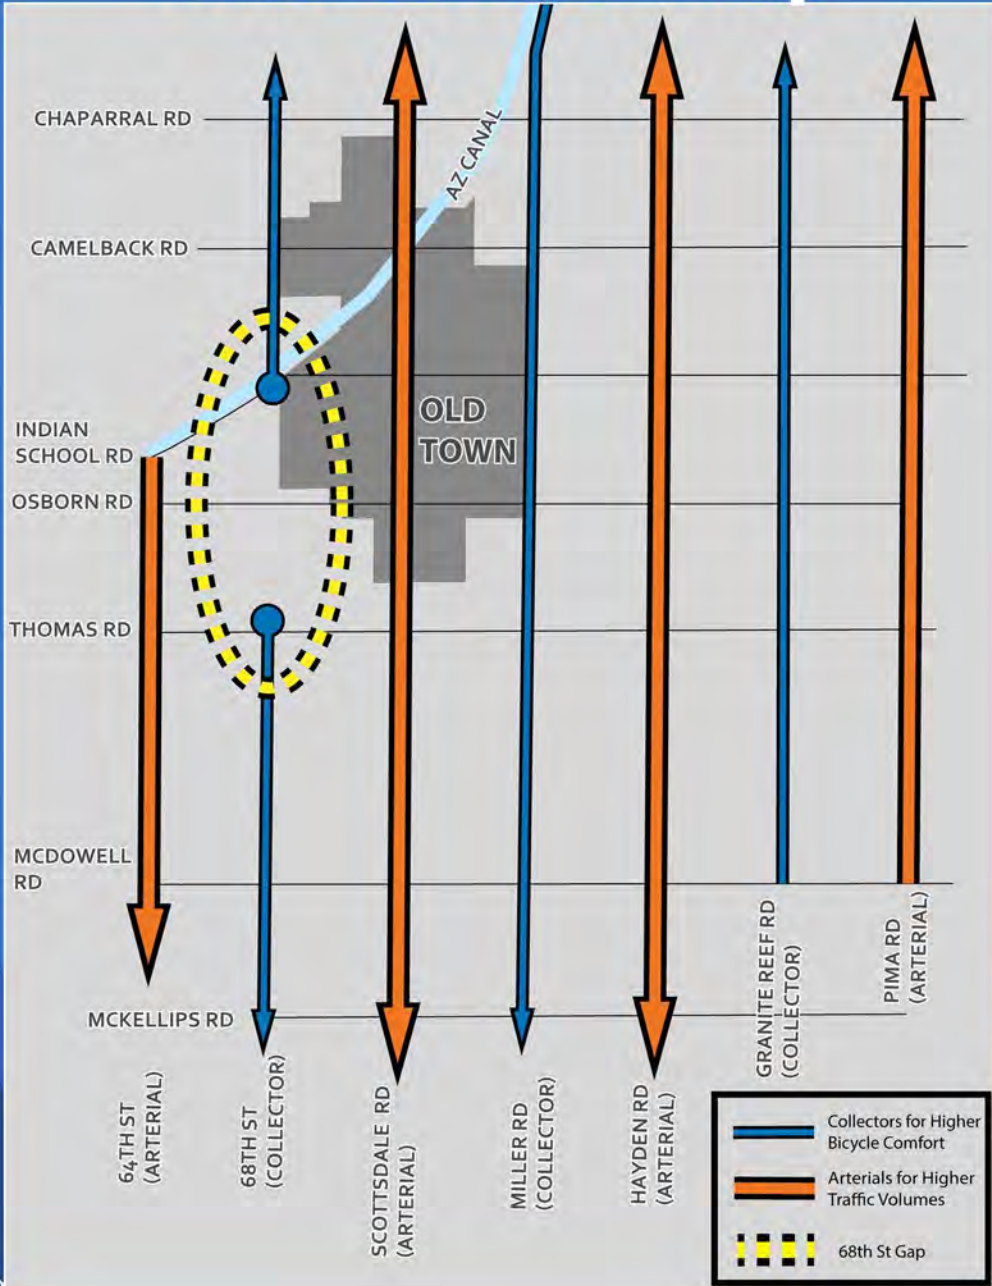 CHAPARRAL RD
AZ CANAL
CAMELBACK RD
OLD
TOWN
INDIAN
SCHOOL RD
OSBORN RD
THOMAS RD
MCDOWELL
RD
MCKELLIPS RD
64TH ST
(ARTERIAL)
68TH ST
(COLLECTOR)
SCOTTSDALE RD
(ARTERIAL)
MILLER RD
(COLLECTOR)
HAYDEN RD
(ARTERIAL)
GRANITE REEF RD
(COLLECTOR)
PIMA RD
(ARTERIAL)
Collectors for Higher
Bicycle Comfort
Arterials for Higher
Traffic Volumes
68th St Gap